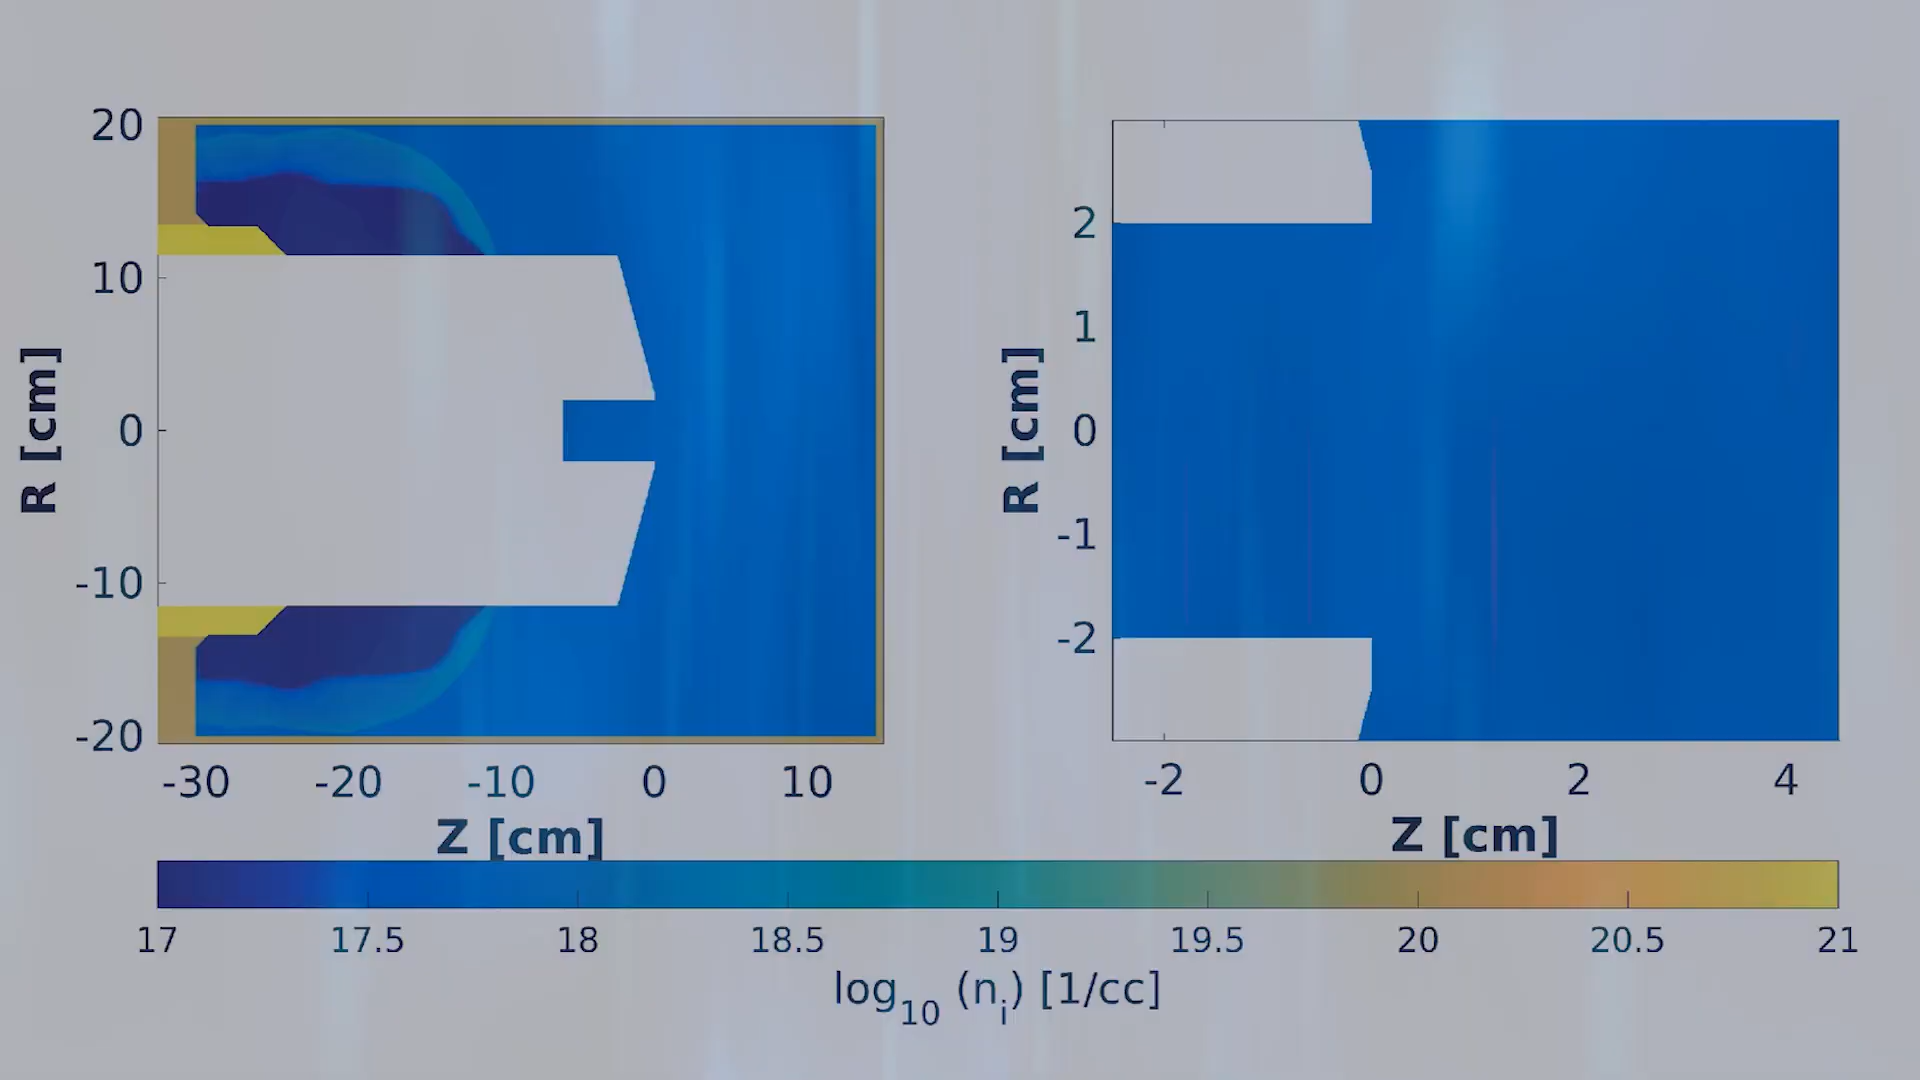 20
10
0
-10
-20
R [cm]
-30 -20 -10 0 10
Z [cm]
2
1
0
-1
-2
R [cm]
-2 0 2 4
Z [cm]
17 17.5 18 18.5 19 19.5 20 20.5 21
log10 (ni) [1/cc]